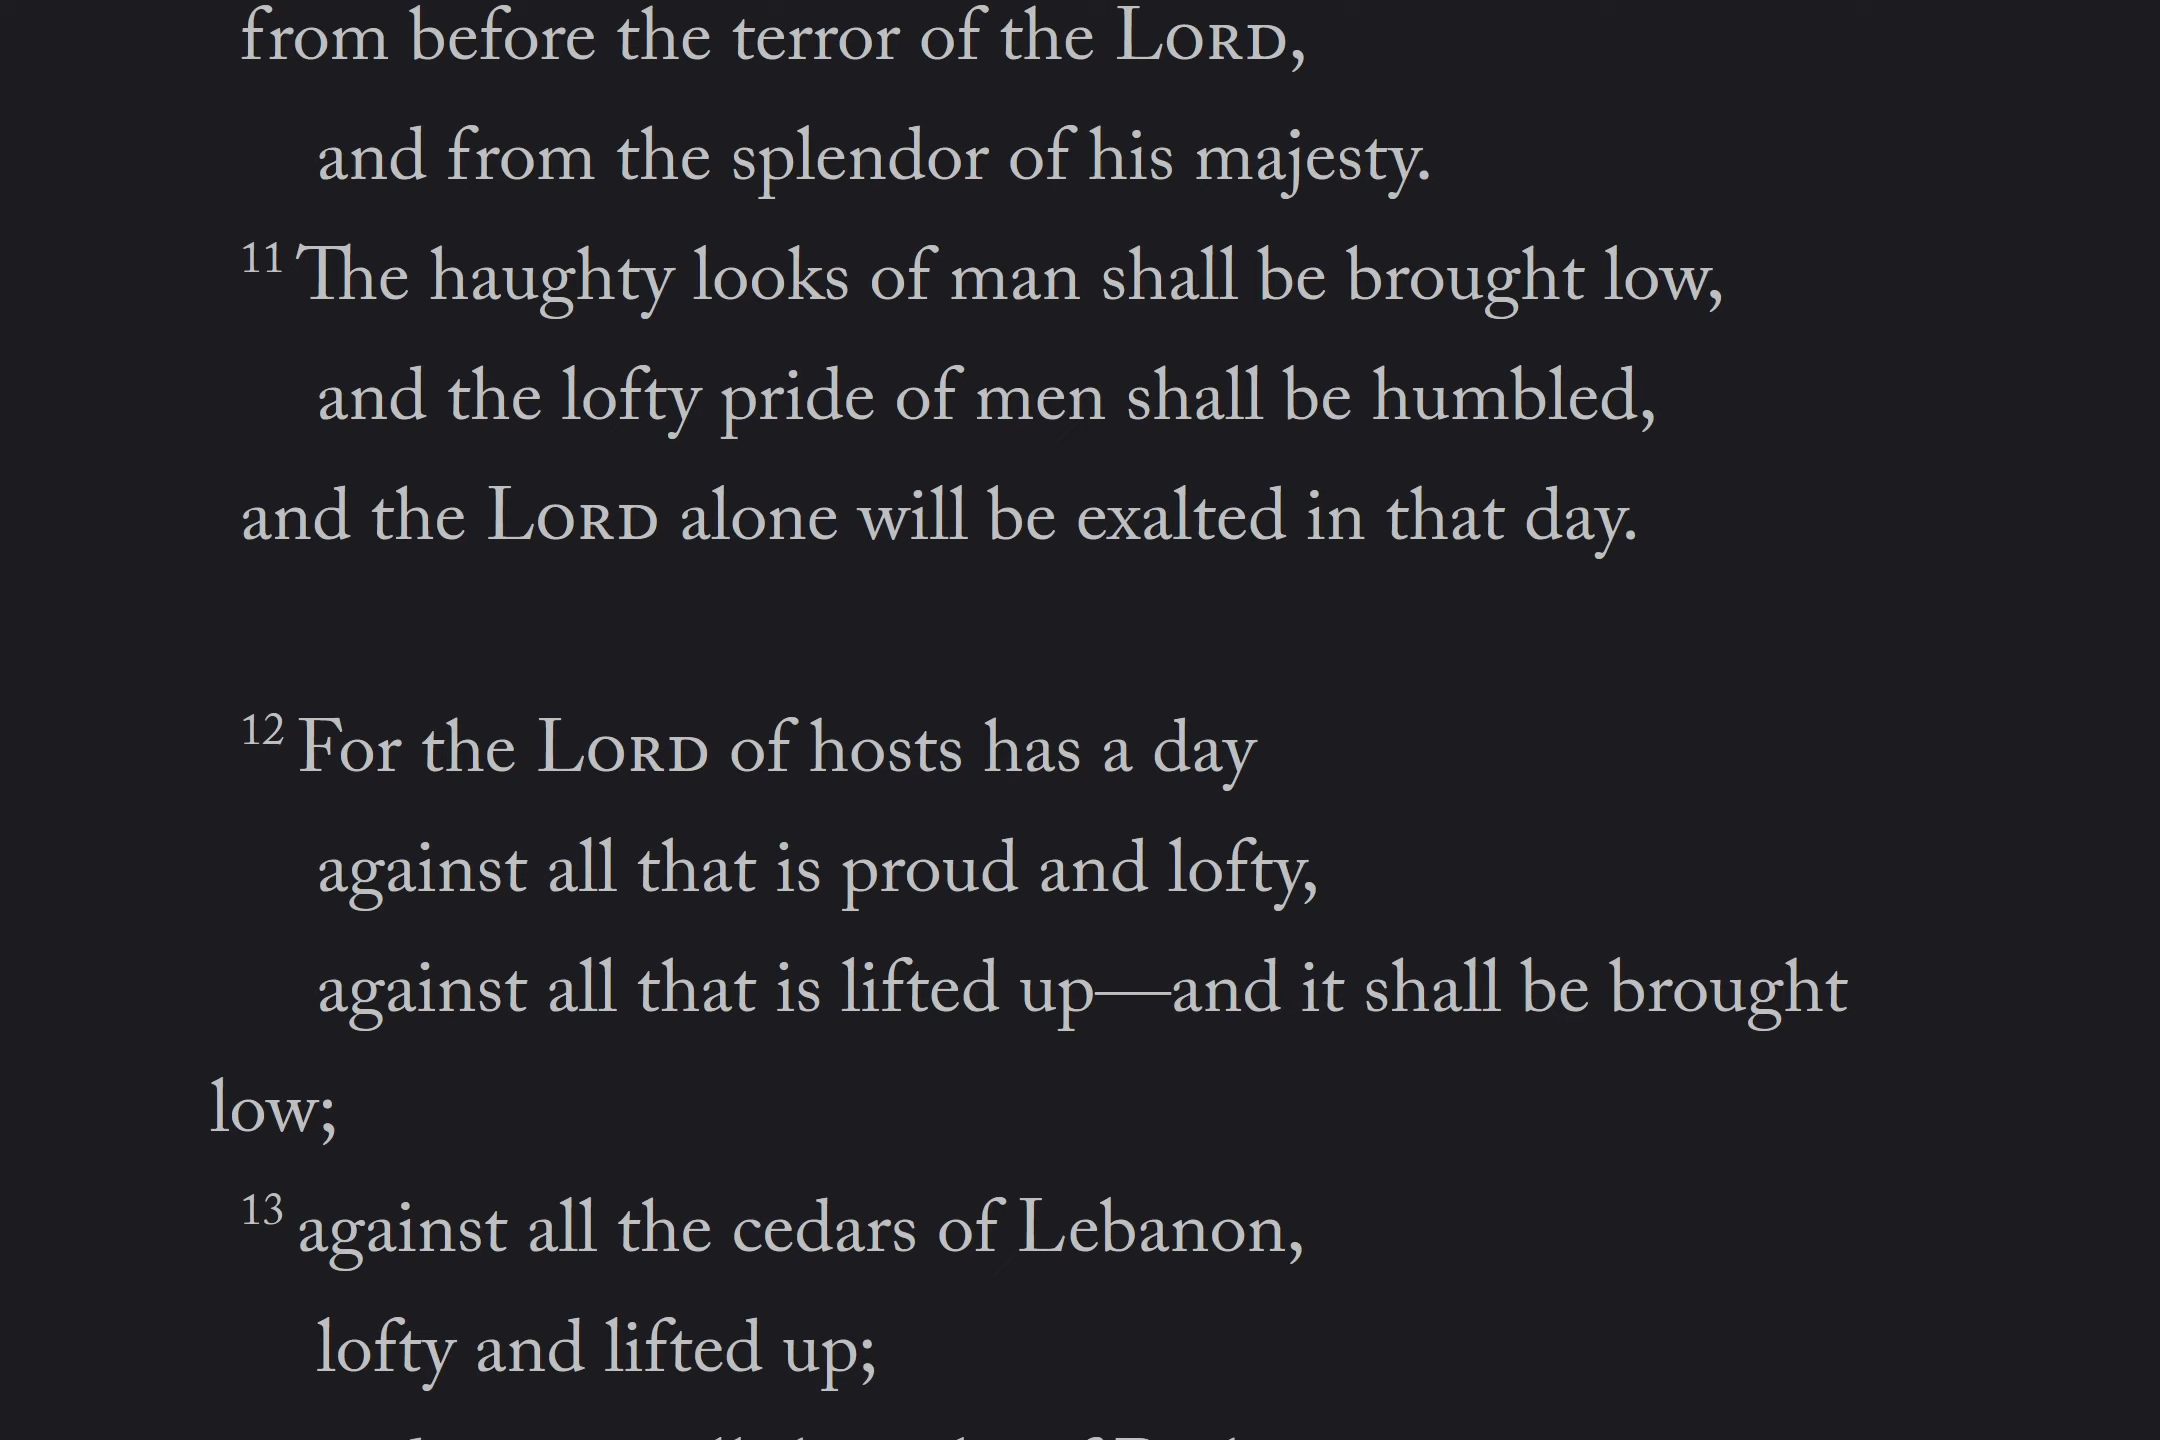 from before the terror of the LORD,
and from the splendor of his majesty.
11 The haughty looks of man shall be brought low,
and the lofty pride of men shall be humbled,
and the LORD alone will be exalted in that day.
12 For the LORD of hosts has a day
against all that is proud and lofty,
against all that is lifted up—and it shall be brought
low;
13 against all the cedars of Lebanon,
lofty and lifted up;